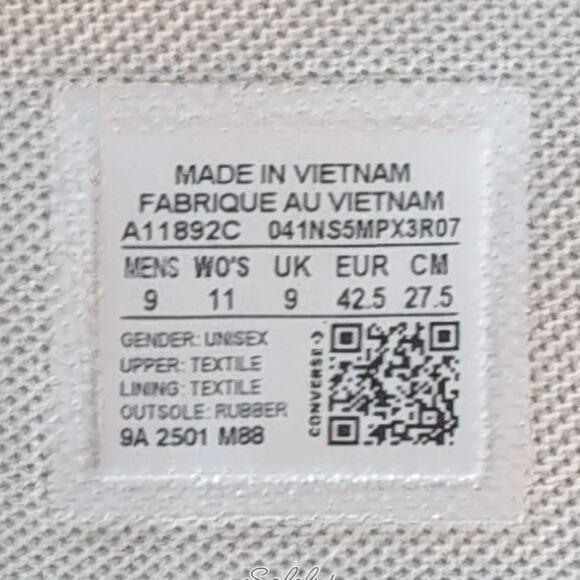 MADE IN VIETNAM
FABRIQUE AU VIETNAM
A11892C 041NS5MPX3R07
MENS WO'S UK EUR CM
9 11 9 42.5 27.5
GENDER: UNISEX
UPPER: TEXTILE
LINING: TEXTILE
OUTSOLE: RUBBER
9A 2501 M88
CONVERSE